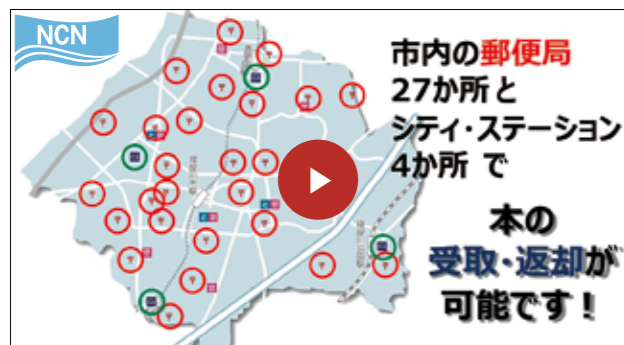 NCN
市内の郵便局
27か所と
シティ・ステーション
4か所 で
本の
受取・返却が
可能です！